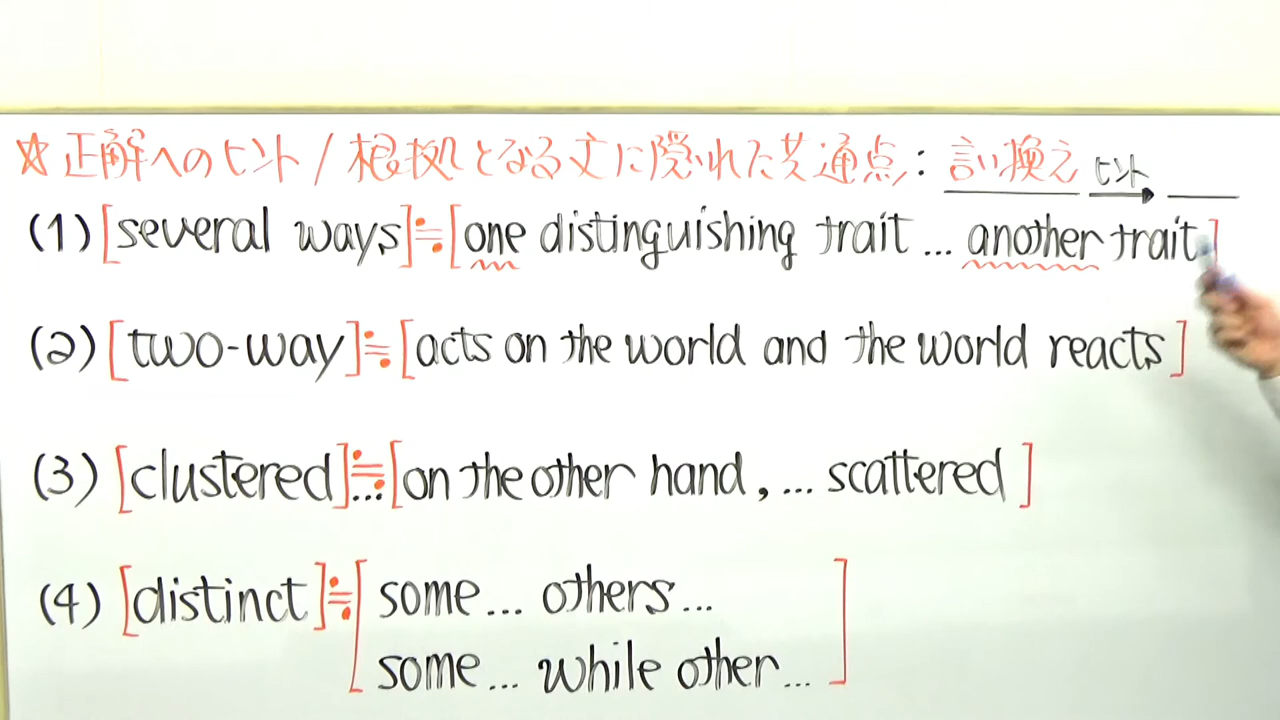 ☆正解へのヒント/根拠となる文に隠れた共通点：言い換え ヒント→
(1)[several ways]≒[one distinguishing trait … another trait]
(2)[two-way]≒[acts on the world and the world reacts]
(3)[clustered]≒…[on the other hand, … scattered]
(4)[distinct]≒[some … others …
some … while other …]